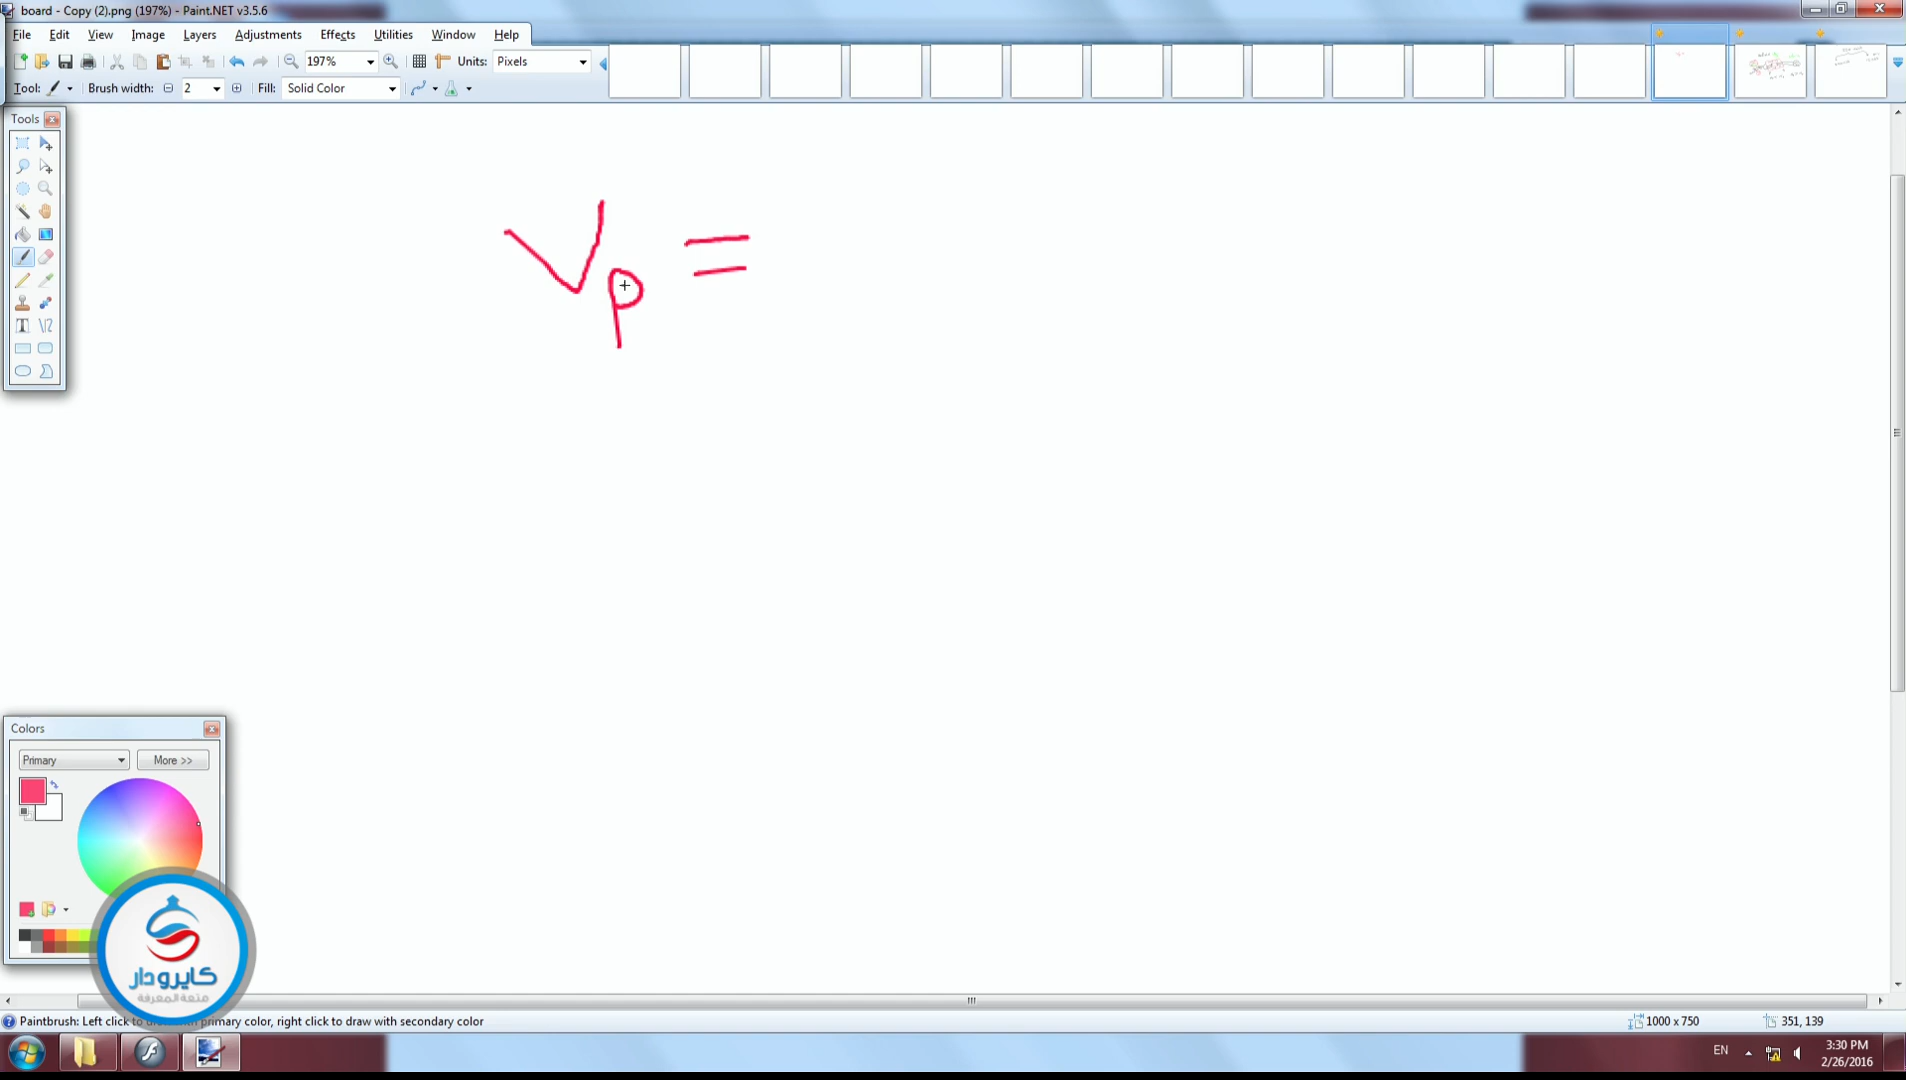 board - Copy (2).png (197%) - Paint.NET v3.5.6
File Edit View Image Layers Adjustments Effects Utilities Window Help
197% Units: Pixels
Tool: Brush width: 2 Fill: Solid Color
Tools
Vp =
Colors
Primary More >>
كايرودار
متعة المعرفة
Paintbrush: Left click to d with primary color, right click to draw with secondary color
1000 x 750 351, 139
EN 3:30 PM
2/26/2016